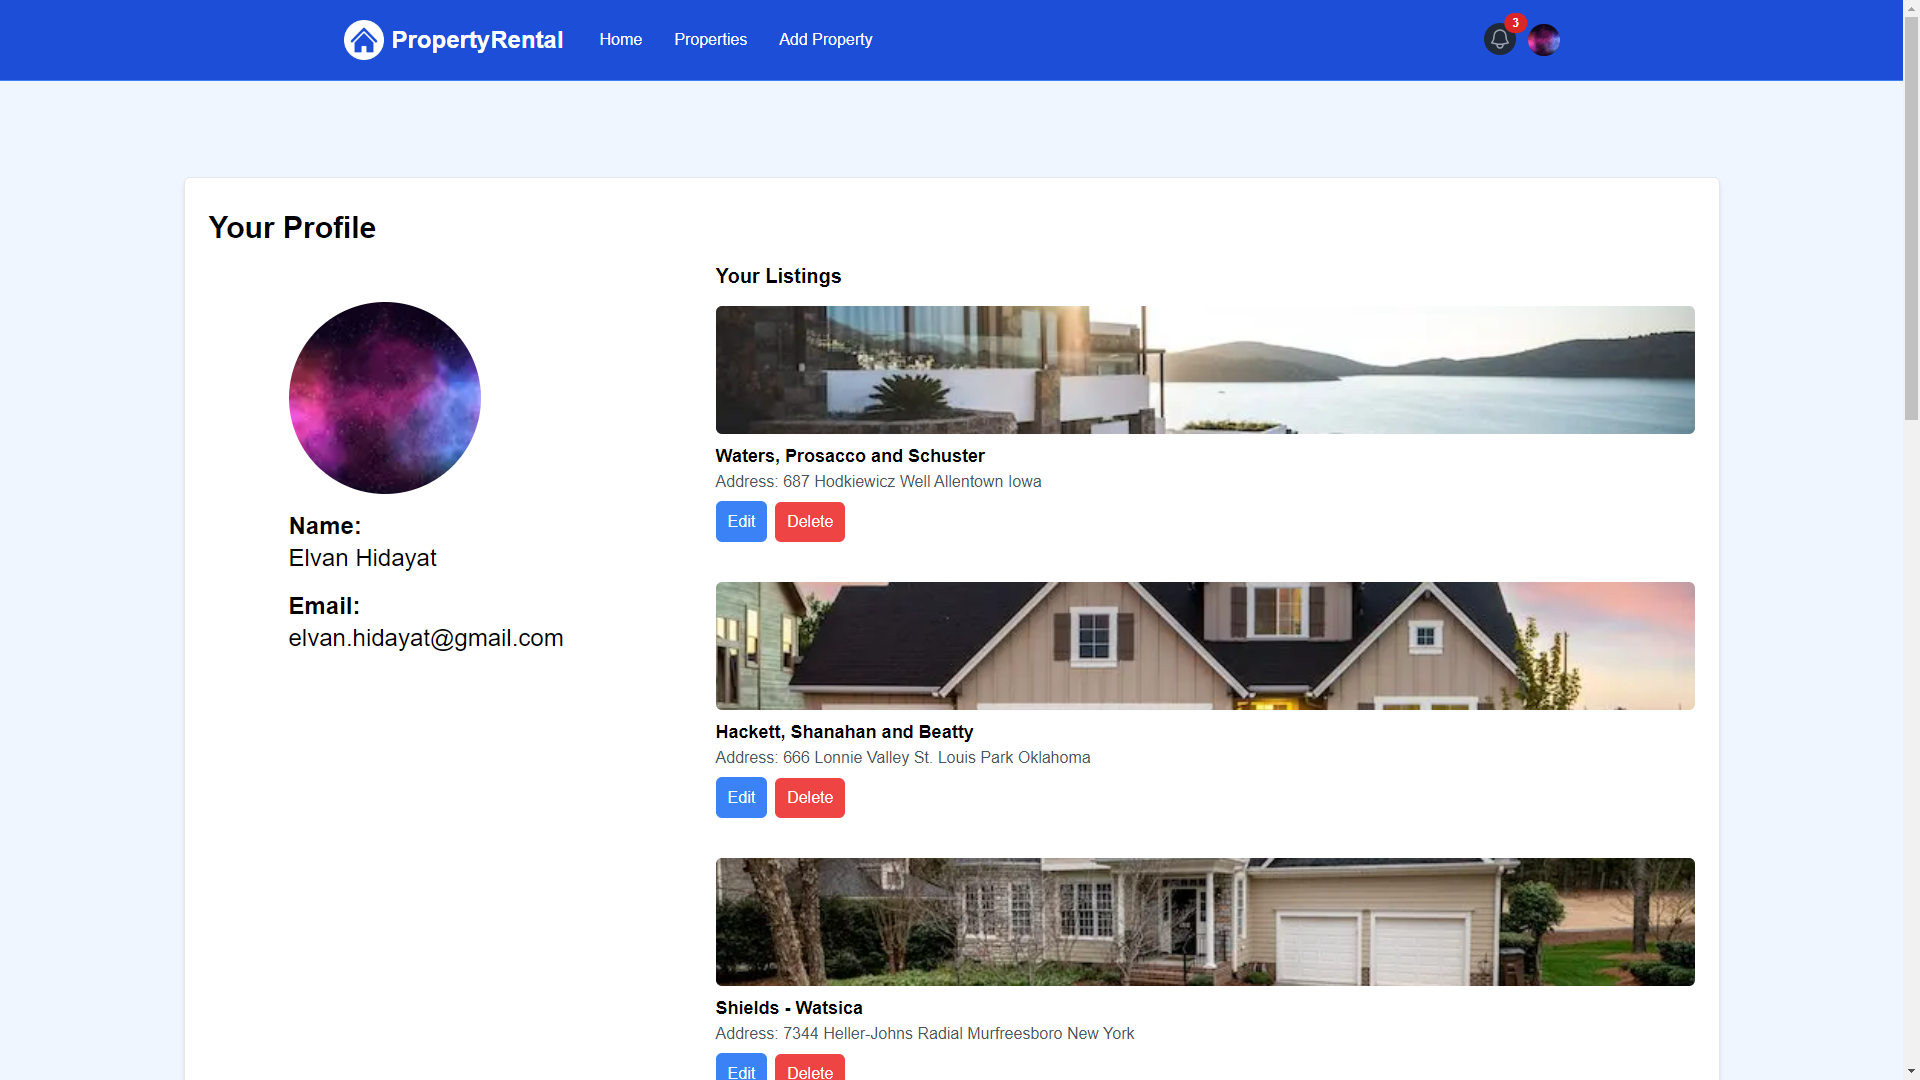 PropertyRental
Home
Properties
Add Property
3
Your Profile
Name:
Elvan Hidayat
Email:
elvan.hidayat@gmail.com
Your Listings
Waters, Prosacco and Schuster
Address: 687 Hodkiewicz Well Allentown Iowa
Edit
Delete
Hackett, Shanahan and Beatty
Address: 666 Lonnie Valley St. Louis Park Oklahoma
Edit
Delete
Shields - Watsica
Address: 7344 Heller-Johns Radial Murfreesboro New York
Edit
Delete